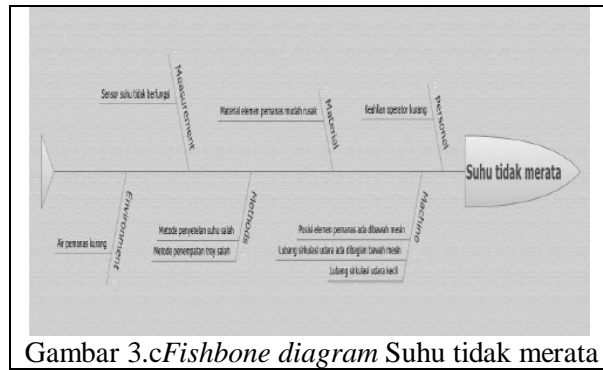 Measurement
Sensor suhu tidak berfungsi
Material
Material elemen pemanas mudah rusak
Personel
Keahlian operator kurang
Suhu tidak merata
Environment
Air pemanas kurang
Methods
Metode penyetelan suhu salah
Metode penempatan trey salah
Machine
Posisi elemen pemanas ada dibawah mesin
Lubang sirkulasi udara ada dibagian bawah mesin
Lubang sirkulasi udara kecil
Gambar 3.cFishbone diagram Suhu tidak merata